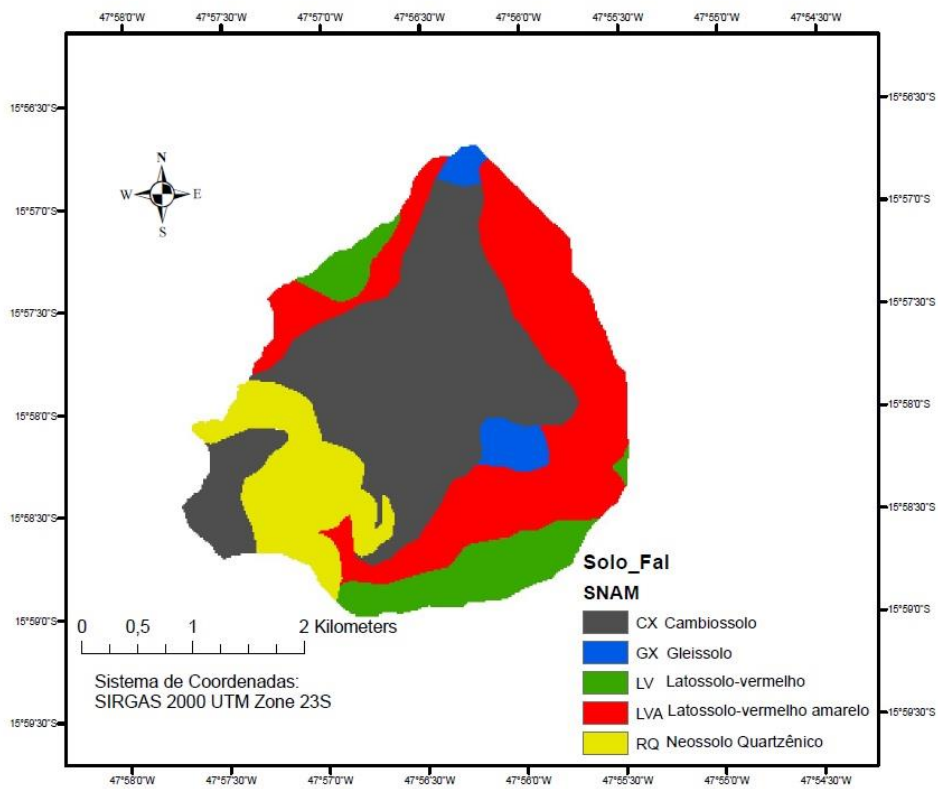 47°58'0"W 47°57'30"W 47°57'0"W 47°56'30"W 47°56'0"W 47°55'30"W 47°55'0"W 47°54'30"W
15°56'30"S 15°56'30"S
N
W E
S
15°57'0"S 15°57'0"S
15°57'30"S 15°57'30"S
15°58'0"S 15°58'0"S
15°58'30"S 15°58'30"S
Solo_Fal
SNAM
15°59'0"S 15°59'0"S
CX Cambiossolo
0 0,5 1 2 Kilometers
GX Gleissolo
Sistema de Coordenadas:
SIRGAS 2000 UTM Zone 23S
LV Latossolo-vermelho
LVA Latossolo-vermelho amarelo
15°59'30"S 15°59'30"S
RQ Neossolo Quartzênico
47°58'0"W 47°57'30"W 47°57'0"W 47°56'30"W 47°56'0"W 47°55'30"W 47°55'0"W 47°54'30"W